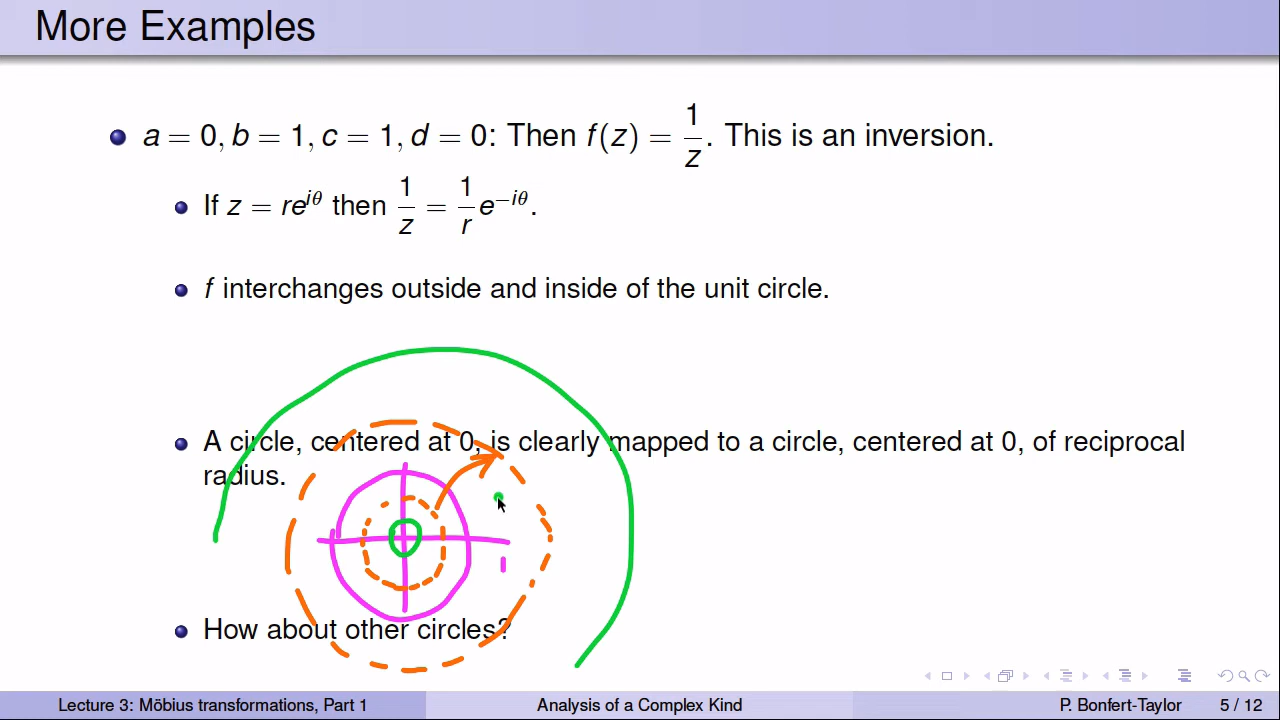 More Examples
a = 0, b = 1, c = 1, d = 0: Then f(z) = 1/z. This is an inversion.
If z = re^{iθ} then 1/z = 1/r e^{−iθ}.
f interchanges outside and inside of the unit circle.
A circle, centered at 0, is clearly mapped to a circle, centered at 0, of reciprocal
radius.
1
How about other circles?
Lecture 3: Möbius transformations, Part 1 Analysis of a Complex Kind P. Bonfert-Taylor 5 / 12